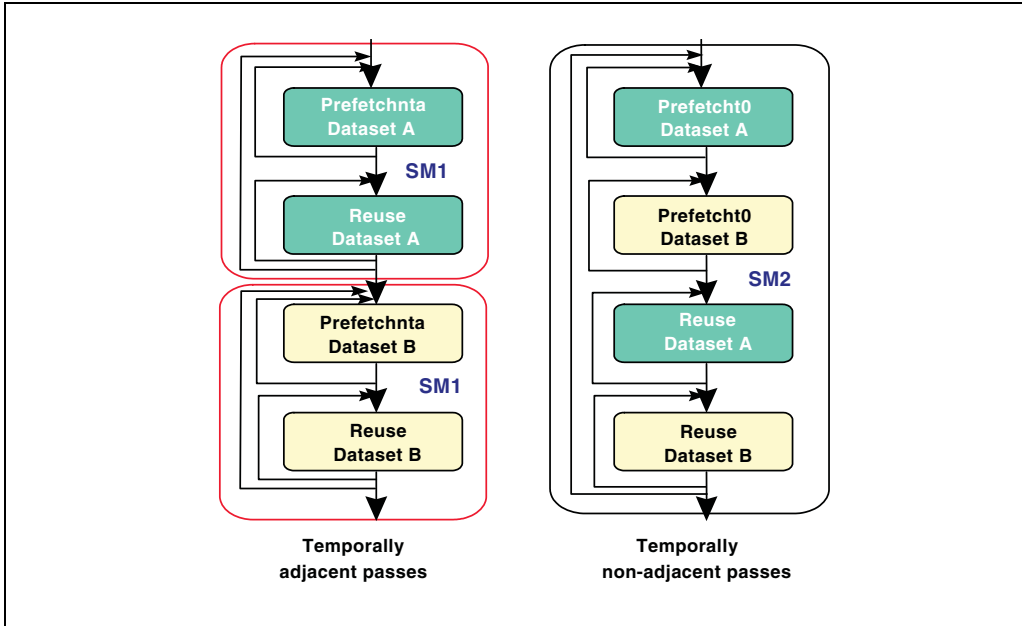 Prefetchnta
Dataset A
SM1
Reuse
Dataset A
Prefetchnta
Dataset B
SM1
Reuse
Dataset B
Temporally
adjacent passes
Prefetcht0
Dataset A
Prefetcht0
Dataset B
SM2
Reuse
Dataset A
Reuse
Dataset B
Temporally
non-adjacent passes